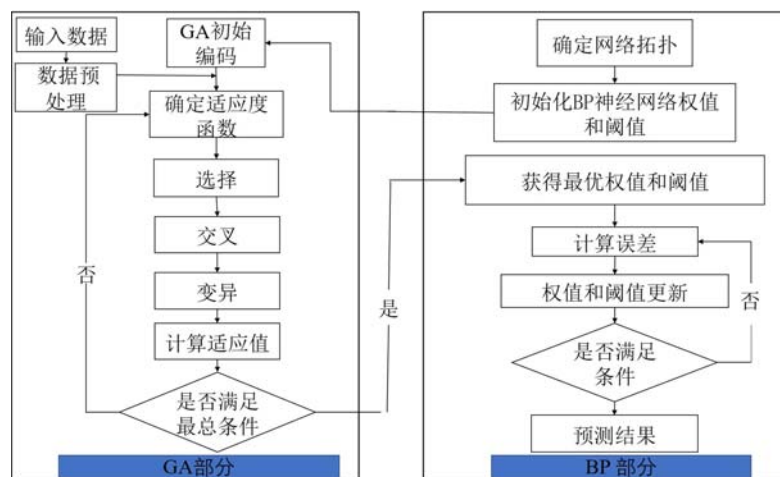 输入数据
数据预
处理
GA初始
编码
确定适应度
函数
选择
交叉
变异
计算适应值
是否满足
最总条件
否
是
GA部分
确定网络拓扑
初始化BP神经网络权值
和阈值
获得最优权值和阈值
计算误差
权值和阈值更新
是否满足
条件
否
预测结果
BP 部分